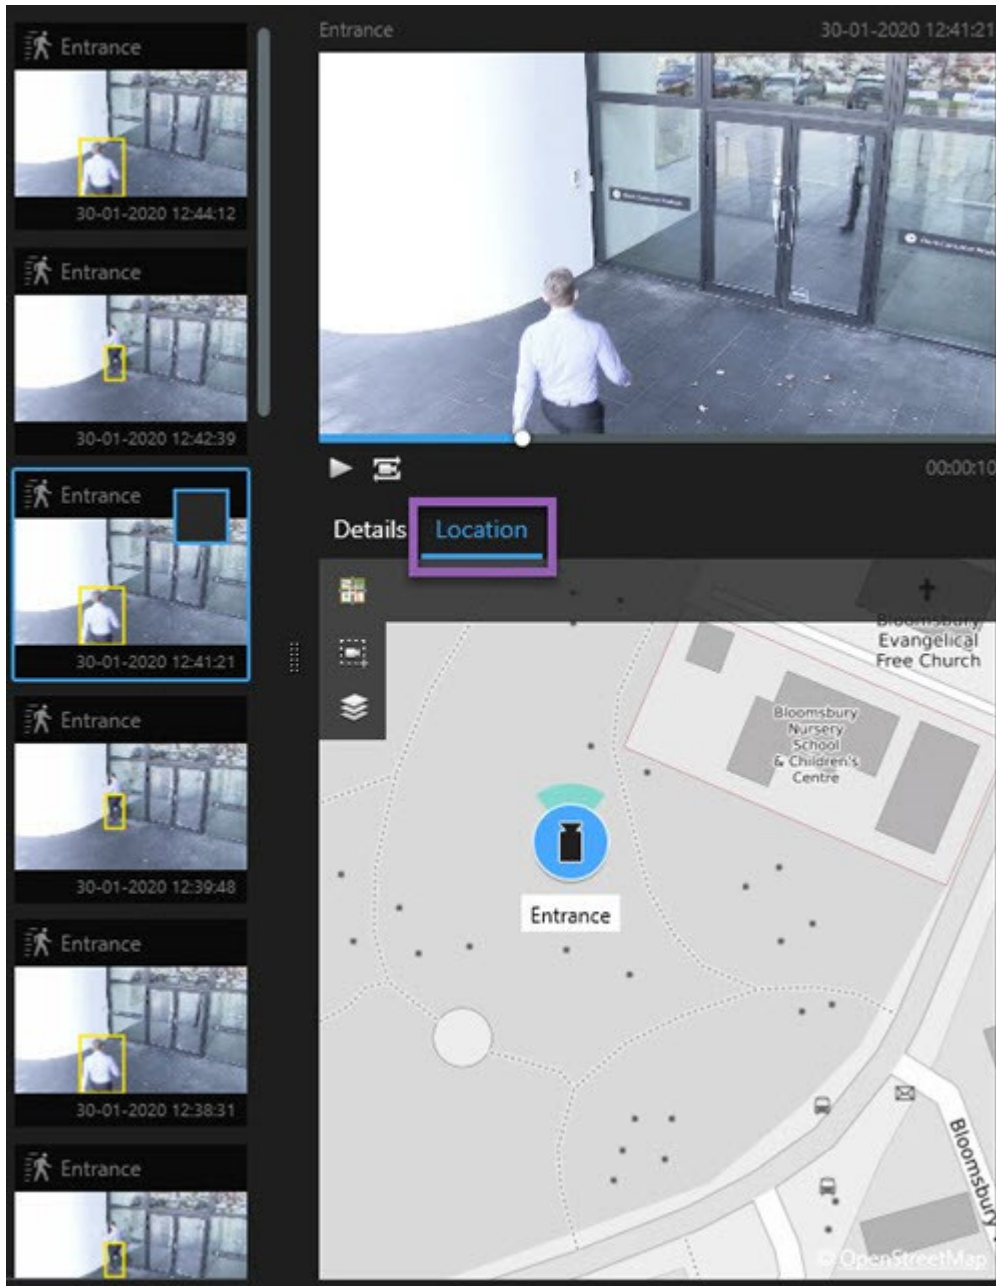 Entrance
30-01-2020 12:44:12
Entrance
30-01-2020 12:42:39
Entrance
30-01-2020 12:41:21
Entrance
30-01-2020 12:39:48
Entrance
30-01-2020 12:38:31
Entrance
Entrance 30-01-2020 12:41:21
00:00:10
Details Location
Bloomsbury
Evangelical
Free Church
Bloomsbury
Nursery
School
& Children's
Centre
Entrance
Bloomsbury
© OpenStreetMap